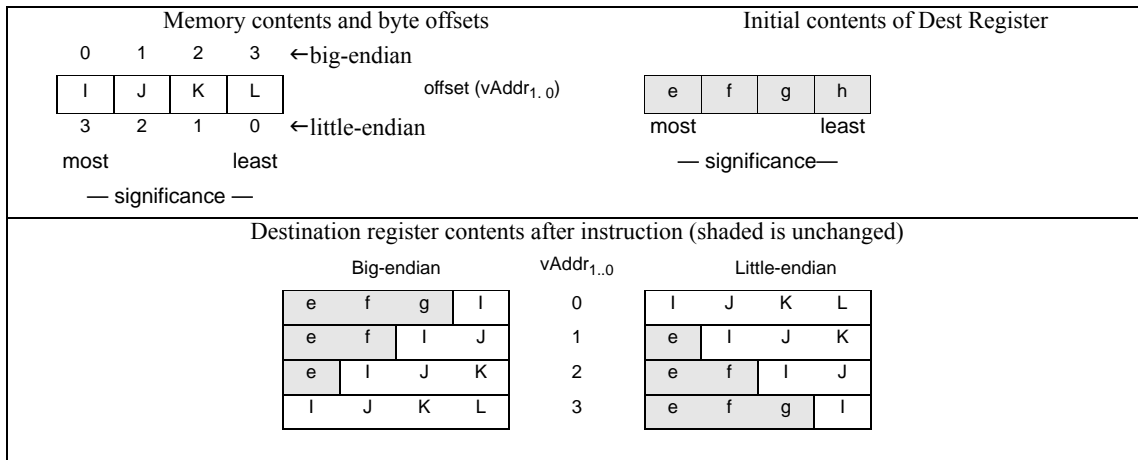 Memory contents and byte offsets
Initial contents of Dest Register
0 1 2 3 ←big-endian
I J K L
offset (vAddr1. 0)
e f g h
3 2 1 0 ←little-endian
most least
most least
— significance—
— significance —
Destination register contents after instruction (shaded is unchanged)
Big-endian vAddr1..0 Little-endian
e f g I 0 I J K L
e f I J 1 e I J K
e I J K 2 e f I J
I J K L 3 e f g I